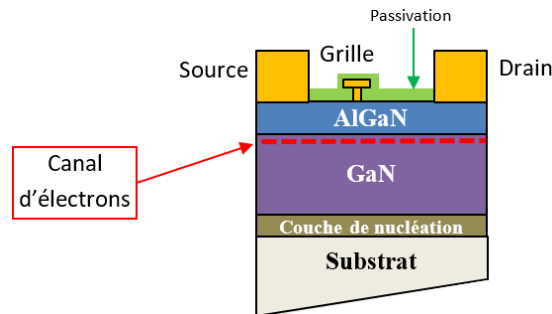 Passivation
Grille
Source
Drain
AlGaN
Canal
d'électrons
GaN
Couche de nucléation
Substrat